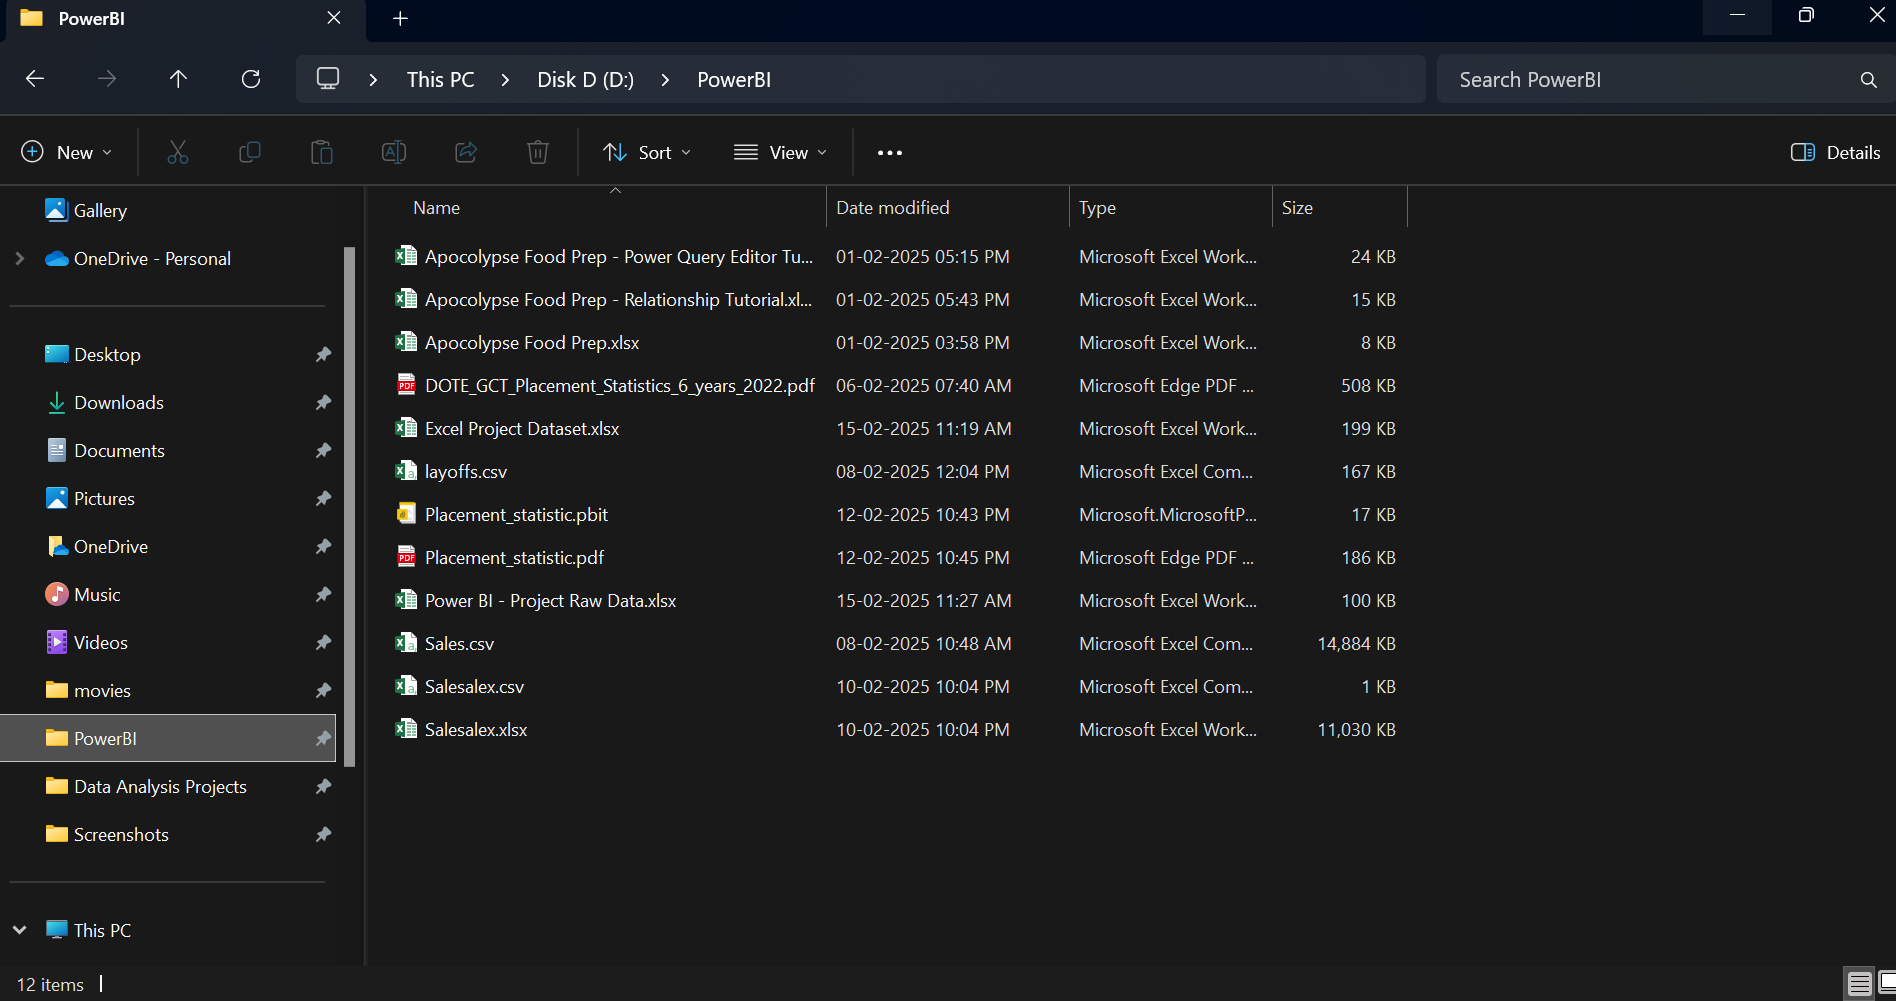 PowerBI
This PC > Disk D (D:) > PowerBI
Search PowerBI
New
Sort
View
Details
Gallery
OneDrive - Personal
Desktop
Downloads
Documents
Pictures
OneDrive
Music
Videos
movies
PowerBI
Data Analysis Projects
Screenshots
This PC
Name Date modified Type Size
Apocolypse Food Prep - Power Query Editor Tu... 01-02-2025 05:15 PM Microsoft Excel Work... 24 KB
Apocolypse Food Prep - Relationship Tutorial.xl... 01-02-2025 05:43 PM Microsoft Excel Work... 15 KB
Apocolypse Food Prep.xlsx 01-02-2025 03:58 PM Microsoft Excel Work... 8 KB
DOTE_GCT_Placement_Statistics_6_years_2022.pdf 06-02-2025 07:40 AM Microsoft Edge PDF ... 508 KB
Excel Project Dataset.xlsx 15-02-2025 11:19 AM Microsoft Excel Work... 199 KB
layoffs.csv 08-02-2025 12:04 PM Microsoft Excel Com... 167 KB
Placement_statistic.pbit 12-02-2025 10:43 PM Microsoft.MicrosoftP... 17 KB
Placement_statistic.pdf 12-02-2025 10:45 PM Microsoft Edge PDF ... 186 KB
Power BI - Project Raw Data.xlsx 15-02-2025 11:27 AM Microsoft Excel Work... 100 KB
Sales.csv 08-02-2025 10:48 AM Microsoft Excel Com... 14,884 KB
Salesalex.csv 10-02-2025 10:04 PM Microsoft Excel Com... 1 KB
Salesalex.xlsx 10-02-2025 10:04 PM Microsoft Excel Work... 11,030 KB
12 items